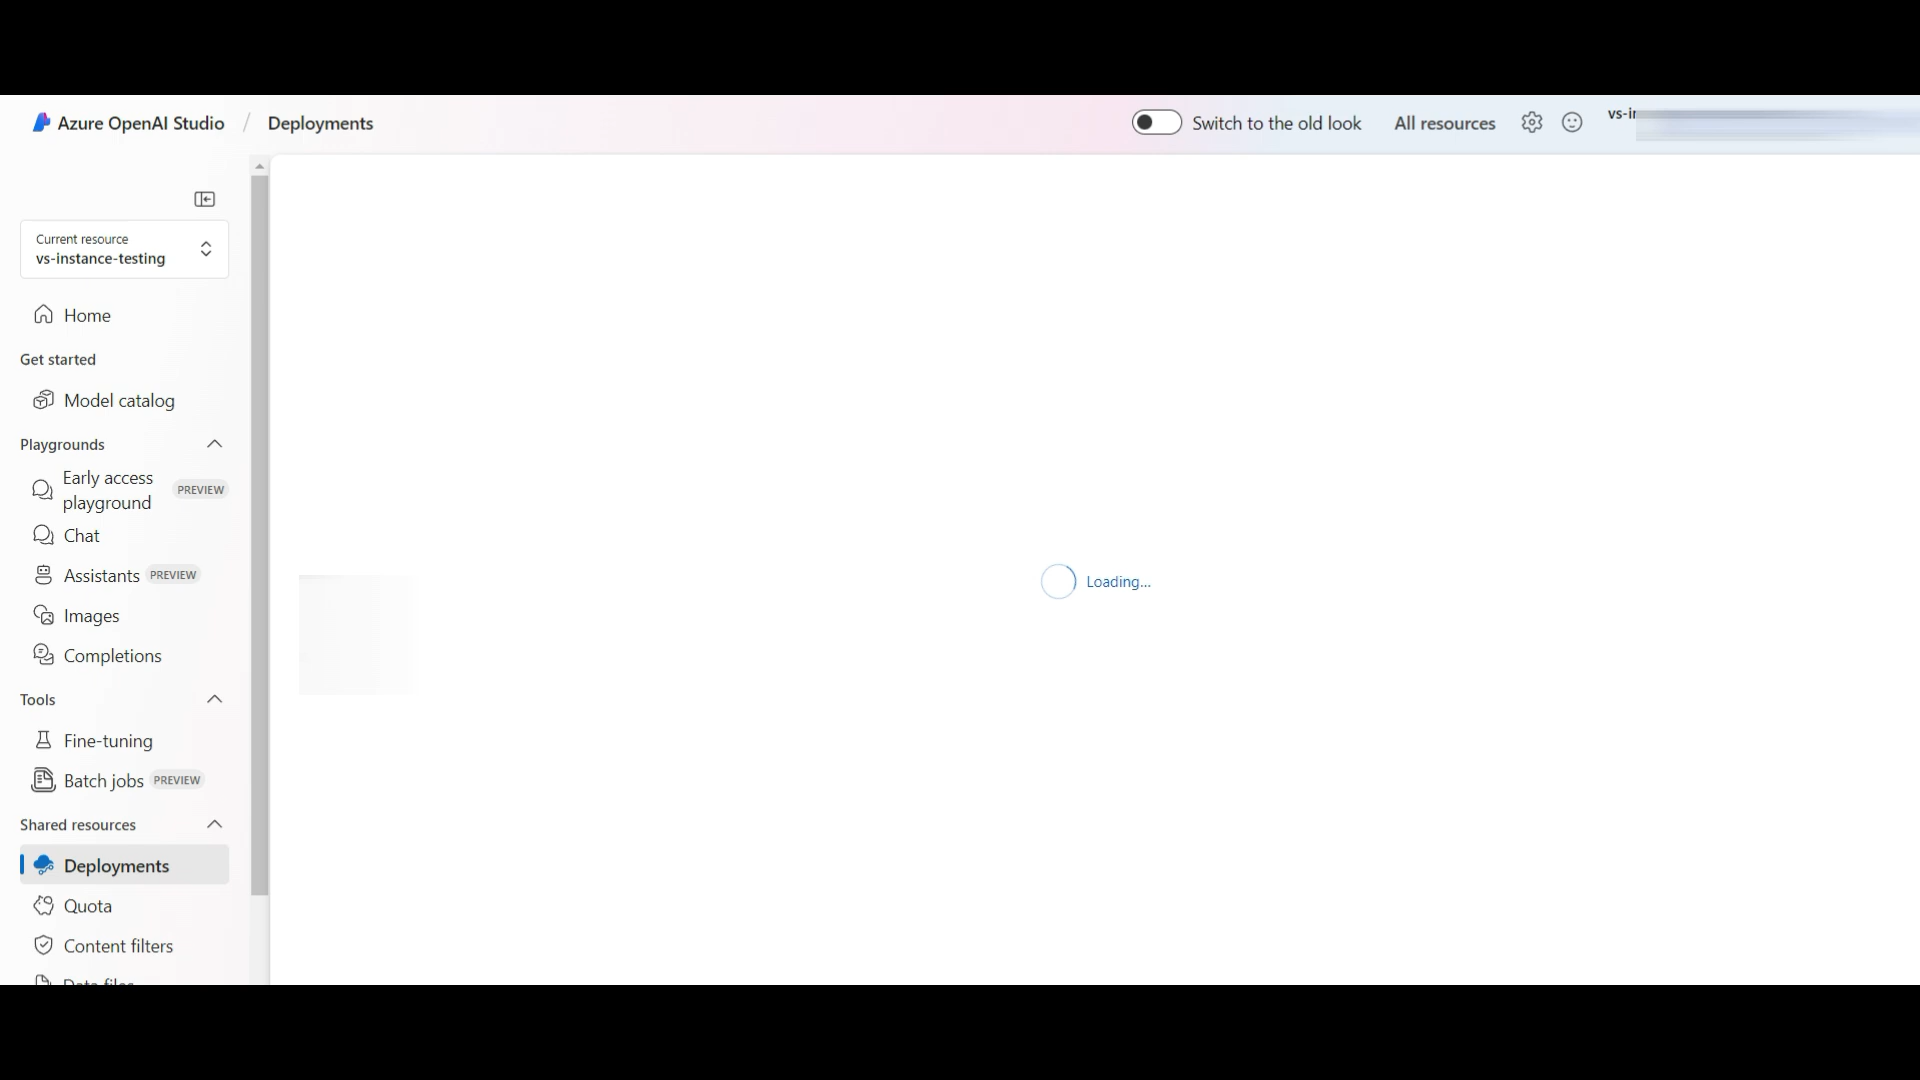 Azure OpenAI Studio / Deployments
Switch to the old look
All resources
Current resource
vs-instance-testing
Home
Get started
Model catalog
Playgrounds
Early access
playground
PREVIEW
Chat
Assistants PREVIEW
Images
Completions
Tools
Fine-tuning
Batch jobs PREVIEW
Shared resources
Deployments
Quota
Content filters
Data files
Loading...